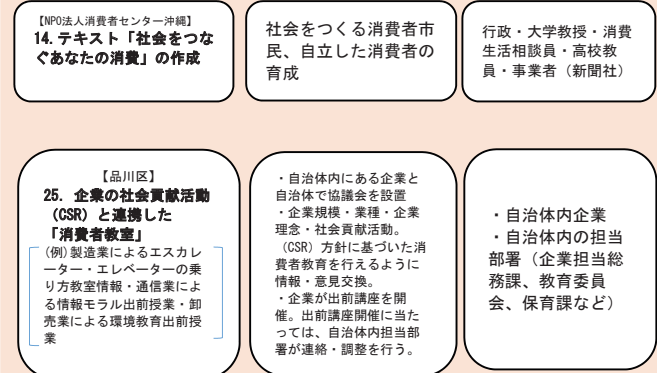 【NPO法人消費者センター沖縄】
14.テキスト「社会をつな
ぐあなたの消費」の作成
社会をつくる消費者市
民、自立した消費者の
育成
行政・大学教授・消費
生活相談員・高校教
員・事業者（新聞社）
【品川区】
25. 企業の社会貢献活動
（CSR）と連携した
「消費者教室」
(例)製造業によるエスカレ
ーター・エレベーターの乗
り方教室情報・通信業によ
る情報モラル出前授業・卸
売業による環境教育出前授
業
・自治体内にある企業と
自治体で協議会を設置
・企業規模・業種・企業
理念・社会貢献活動。
（CSR）方針に基づいた消
費者教育を行えるように
情報・意見交換。
・企業が出前講座を開
催。出前講座開催に当た
っては、自治体内担当部
署が連絡・調整を行う。
・自治体内企業
・自治体内の担当
部署（企業担当総
務課、教育委員
会、保育課など）